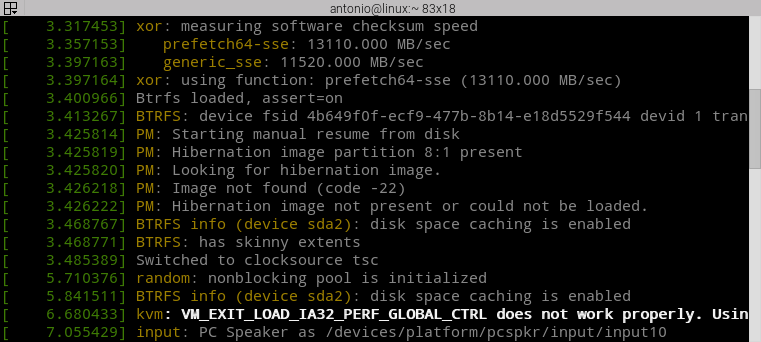 antonio@linux:~ 83x18
[    3.317453] xor: measuring software checksum speed
[    3.357153]    prefetch64-sse: 13110.000 MB/sec
[    3.397163]    generic_sse: 11520.000 MB/sec
[    3.397164] xor: using function: prefetch64-sse (13110.000 MB/sec)
[    3.400966] Btrfs loaded, assert=on
[    3.413267] BTRFS: device fsid 4b649f0f-ecf9-477b-8b14-e18d5529f544 devid 1 tran
[    3.425814] PM: Starting manual resume from disk
[    3.425819] PM: Hibernation image partition 8:1 present
[    3.425820] PM: Looking for hibernation image.
[    3.426218] PM: Image not found (code -22)
[    3.426222] PM: Hibernation image not present or could not be loaded.
[    3.468767] BTRFS info (device sda2): disk space caching is enabled
[    3.468771] BTRFS: has skinny extents
[    3.485389] Switched to clocksource tsc
[    5.710376] random: nonblocking pool is initialized
[    5.841511] BTRFS info (device sda2): disk space caching is enabled
[    6.680433] kvm: VM_EXIT_LOAD_IA32_PERF_GLOBAL_CTRL does not work properly. Usin
[    7.055429] input: PC Speaker as /devices/platform/pcspkr/input/input10